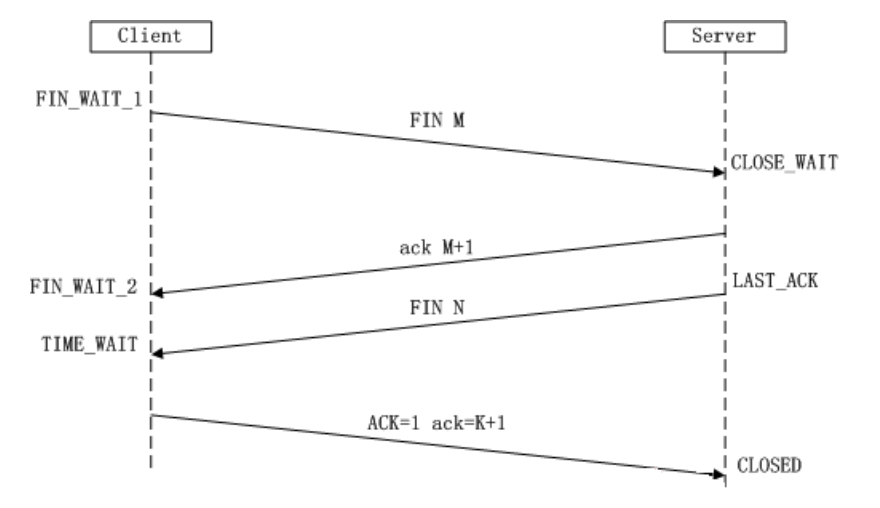 Client
Server
FIN_WAIT_1
FIN M
CLOSE_WAIT
ack M+1
FIN_WAIT_2
LAST_ACK
FIN N
TIME_WAIT
ACK=1 ack=K+1
CLOSED